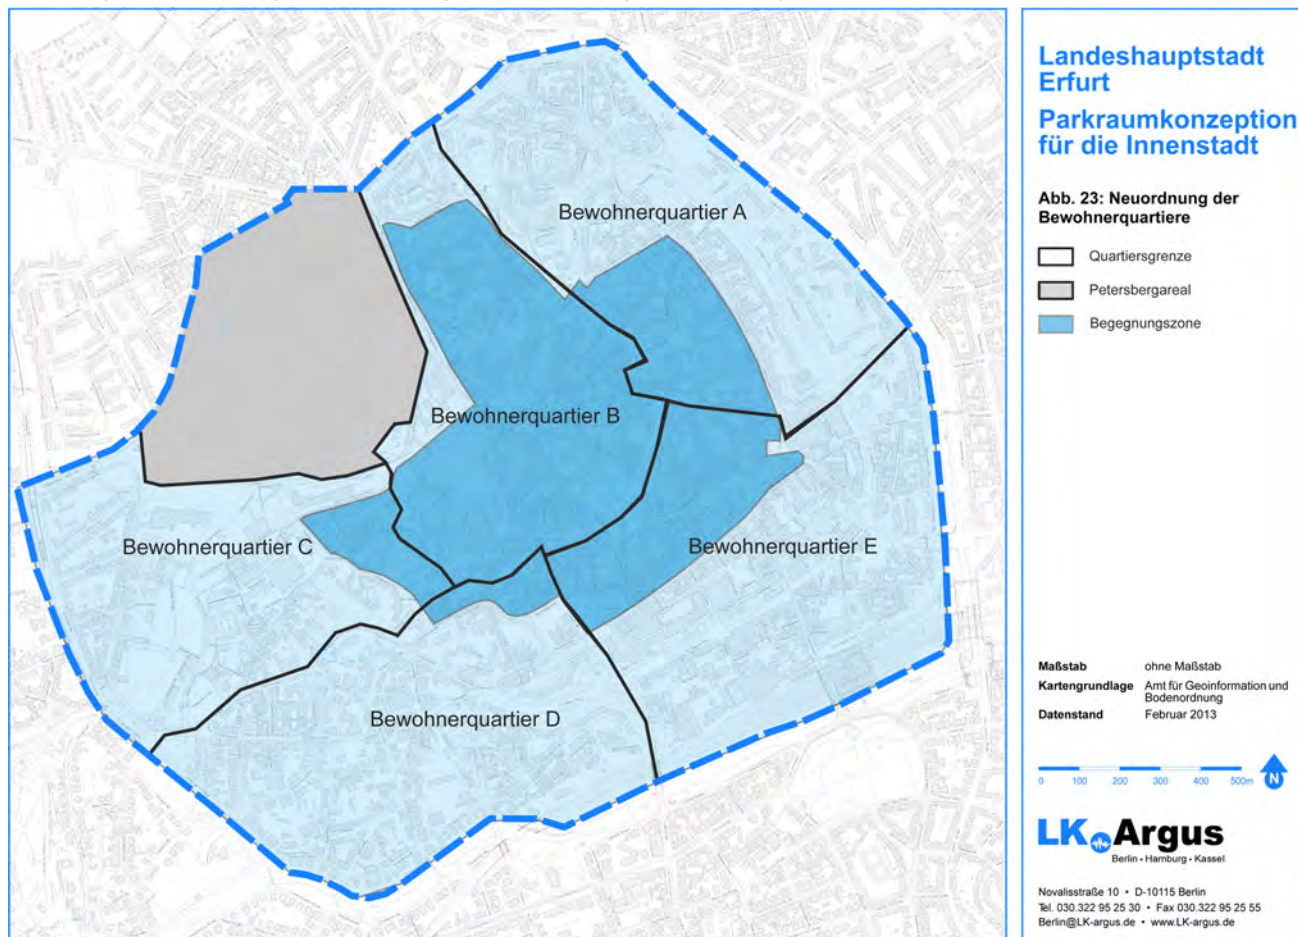 Bewohnerquartier A
Bewohnerquartier B
Bewohnerquartier C
Bewohnerquartier E
Bewohnerquartier D
Landeshauptstadt
Erfurt
Parkraumkonzeption
für die Innenstadt
Abb. 23: Neuordnung der
Bewohnerquartiere
Quartiersgrenze
Petersbergareal
Begegnungszone
Maßstab ohne Maßstab
Kartengrundlage Amt für Geoinformation und
Bodenordnung
Datenstand Februar 2013
0 100 200 300 400 500m N
LK Argus
Berlin • Hamburg • Kassel
Novalisstraße 10 • D-10115 Berlin
Tel. 030.322 95 25 30 • Fax 030.322 95 25 55
Berlin@LK-argus.de • www.LK-argus.de